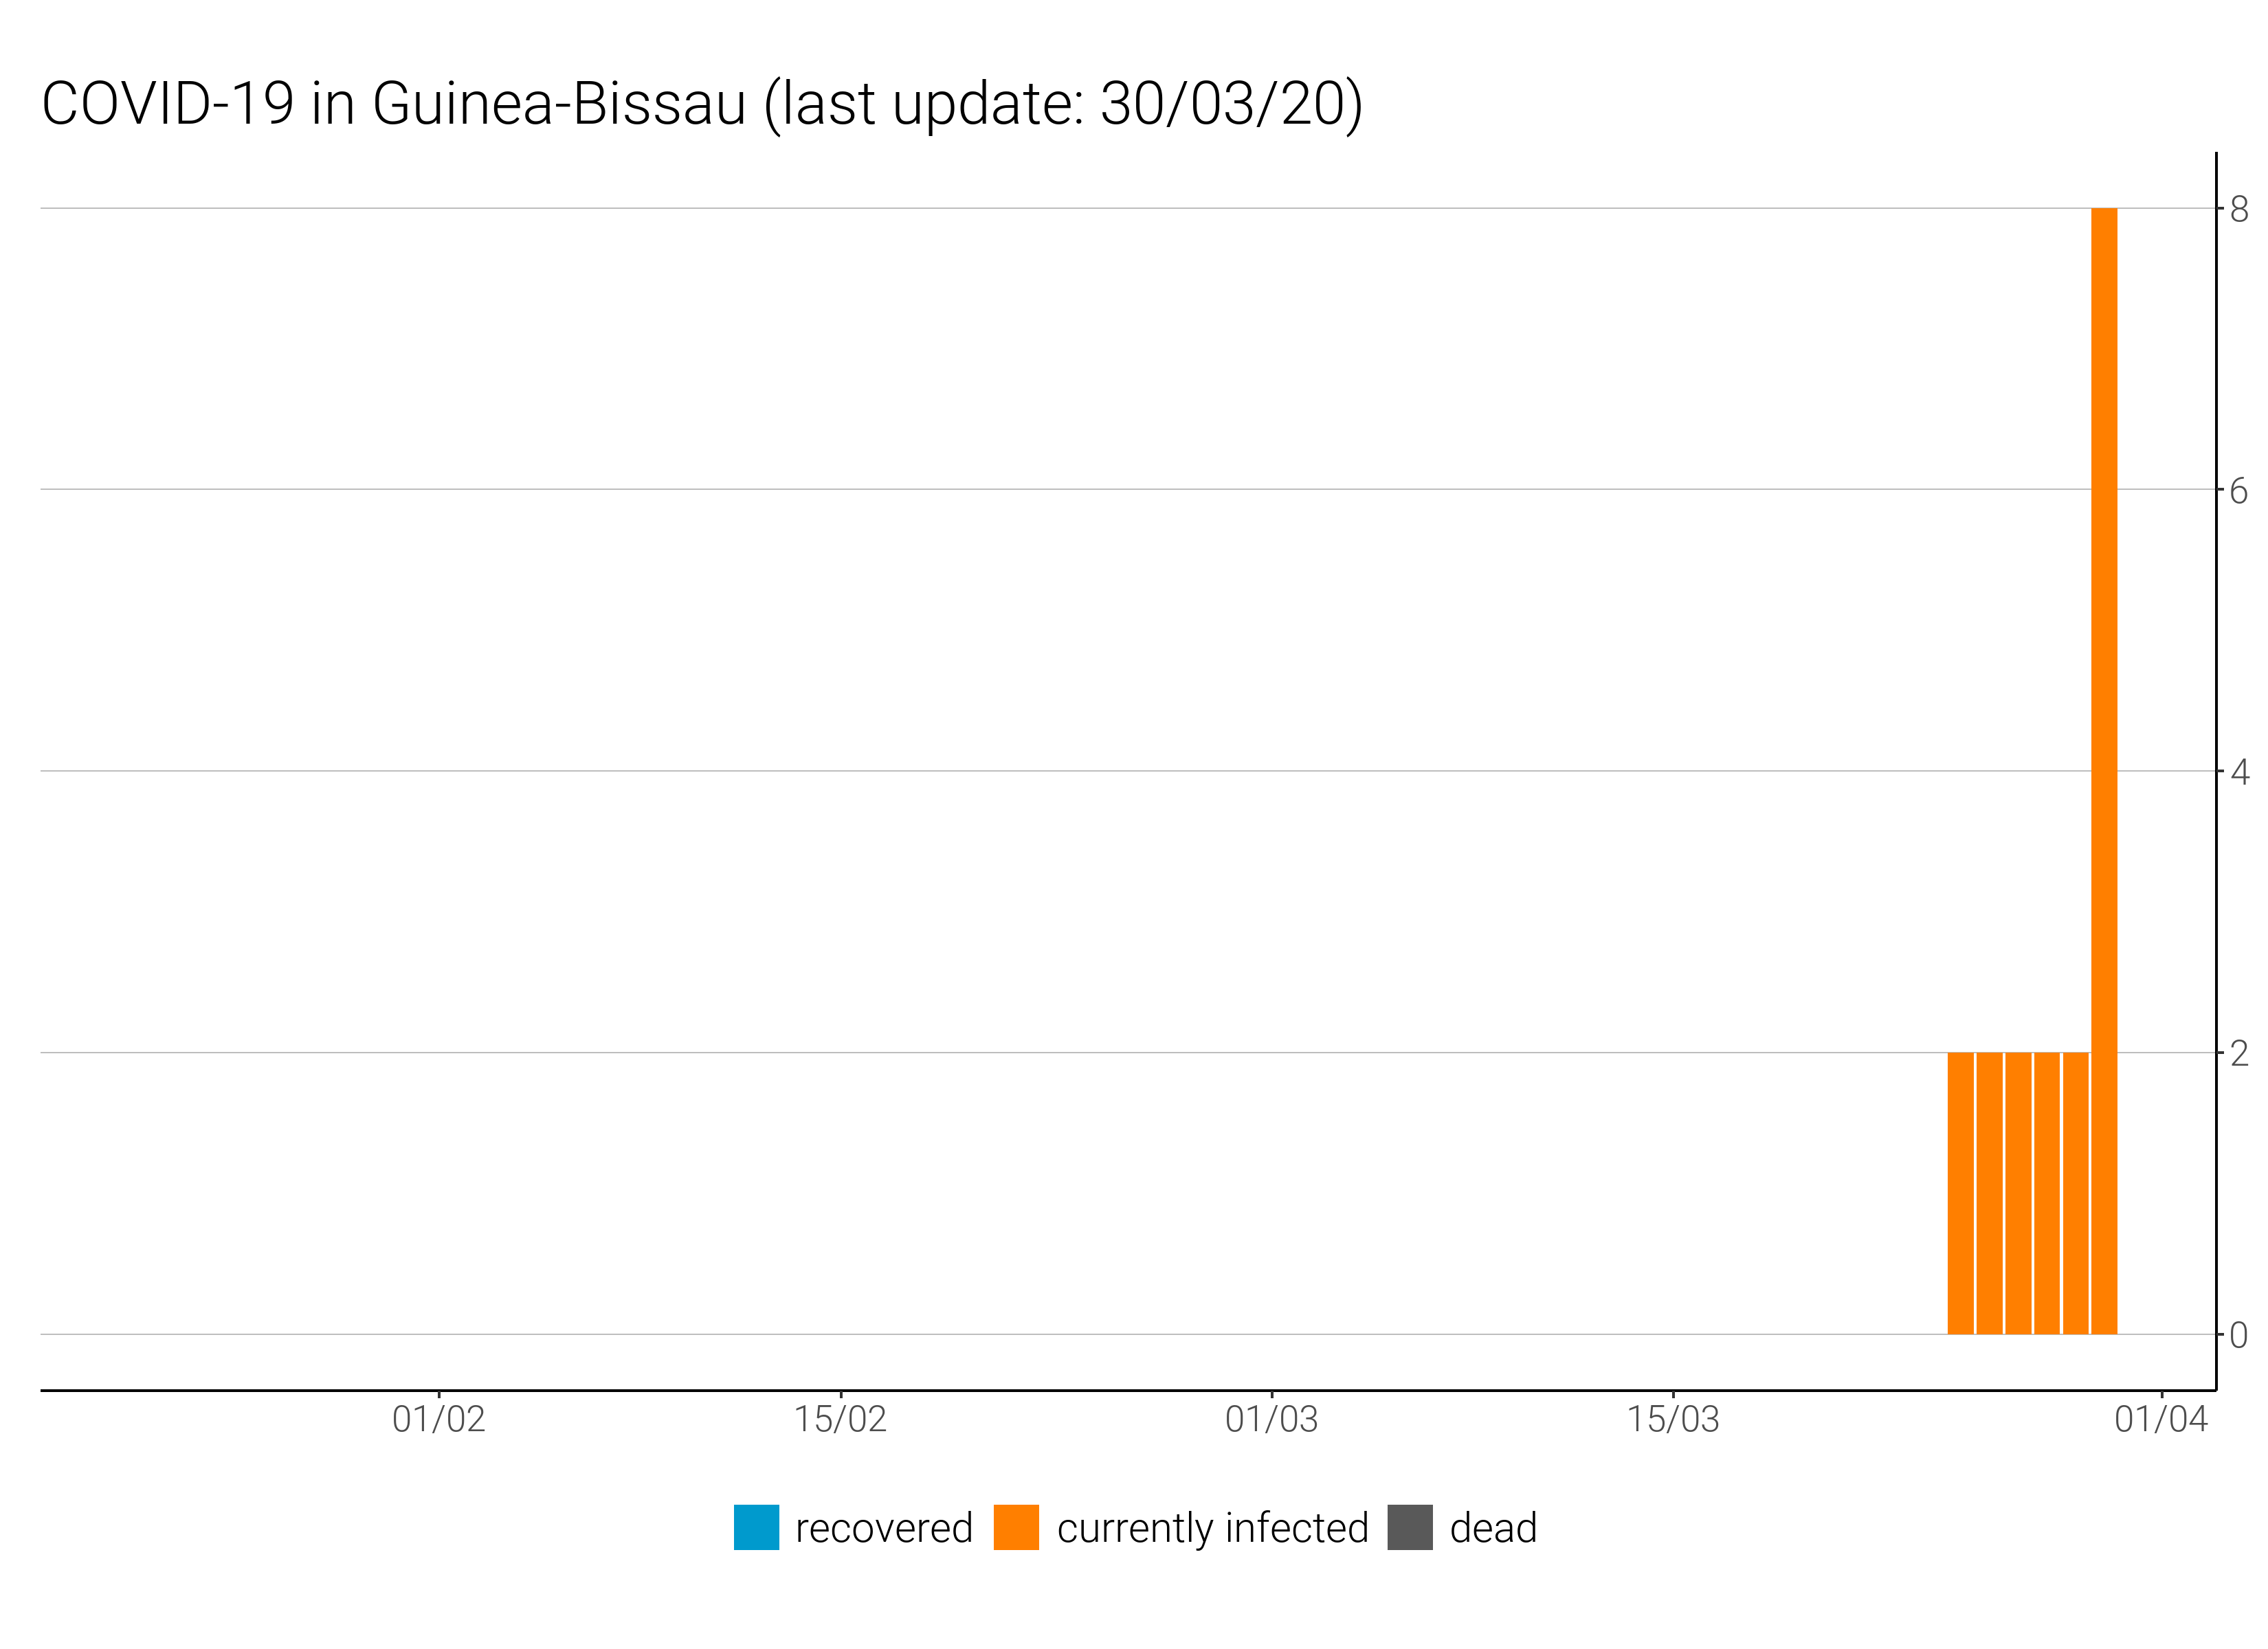 COVID-19 in Guinea-Bissau (last update: 30/03/20)
8
6
4
2
0
01/02 15/02 01/03 15/03 01/04
recovered currently infected dead